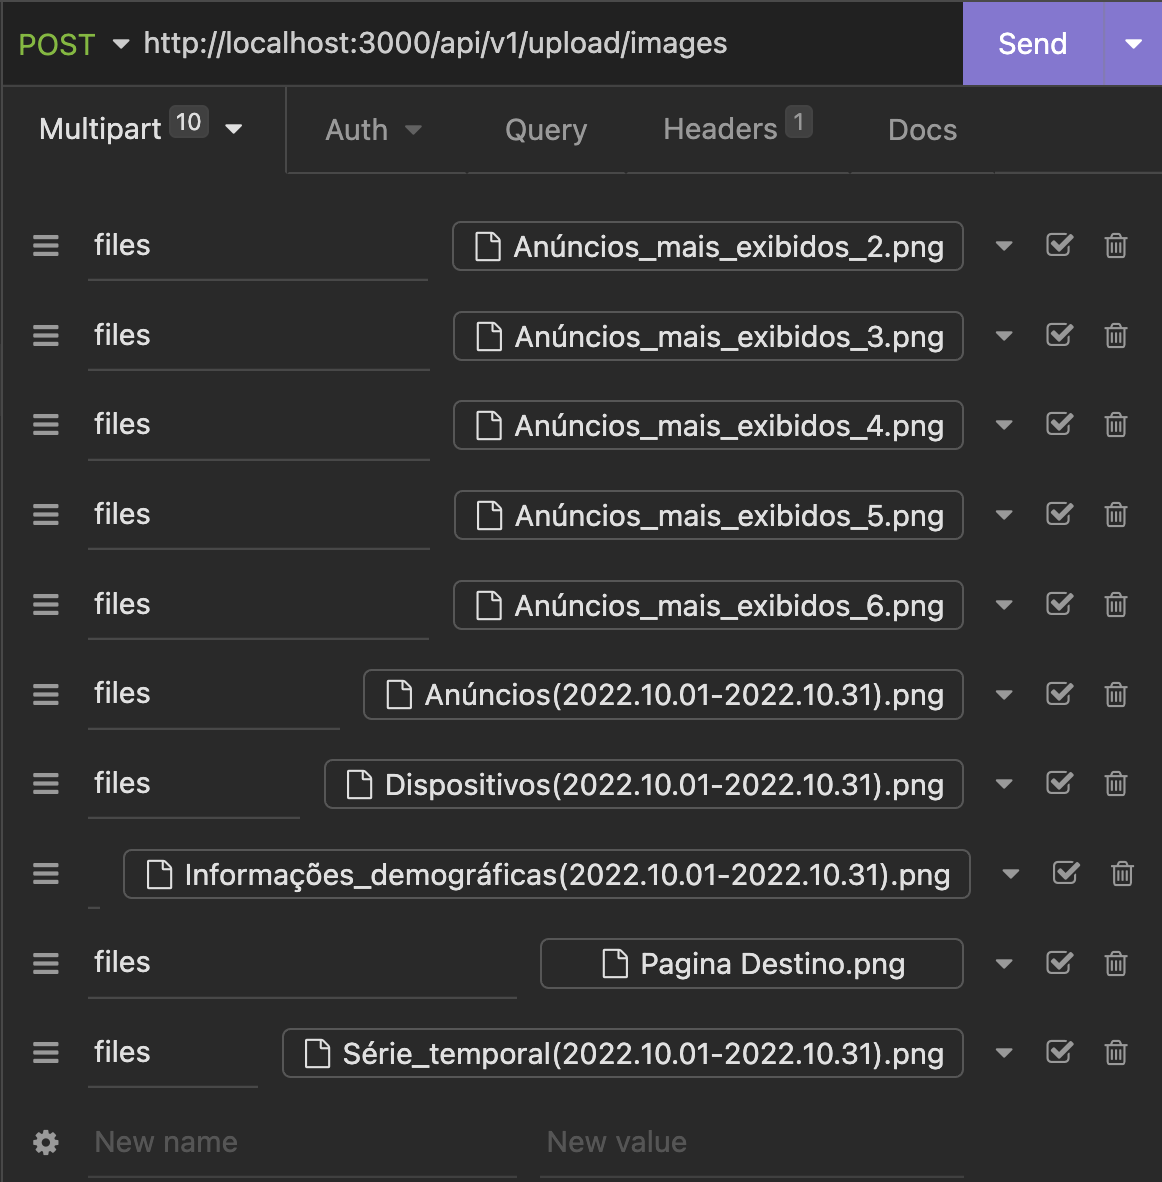 POST http://localhost:3000/api/v1/upload/images Send
Multipart 10 Auth Query Headers 1 Docs
files Anúncios_mais_exibidos_2.png
files Anúncios_mais_exibidos_3.png
files Anúncios_mais_exibidos_4.png
files Anúncios_mais_exibidos_5.png
files Anúncios_mais_exibidos_6.png
files Anúncios(2022.10.01-2022.10.31).png
files Dispositivos(2022.10.01-2022.10.31).png
Informações_demográficas(2022.10.01-2022.10.31).png
files Pagina Destino.png
files Série_temporal(2022.10.01-2022.10.31).png
New name New value